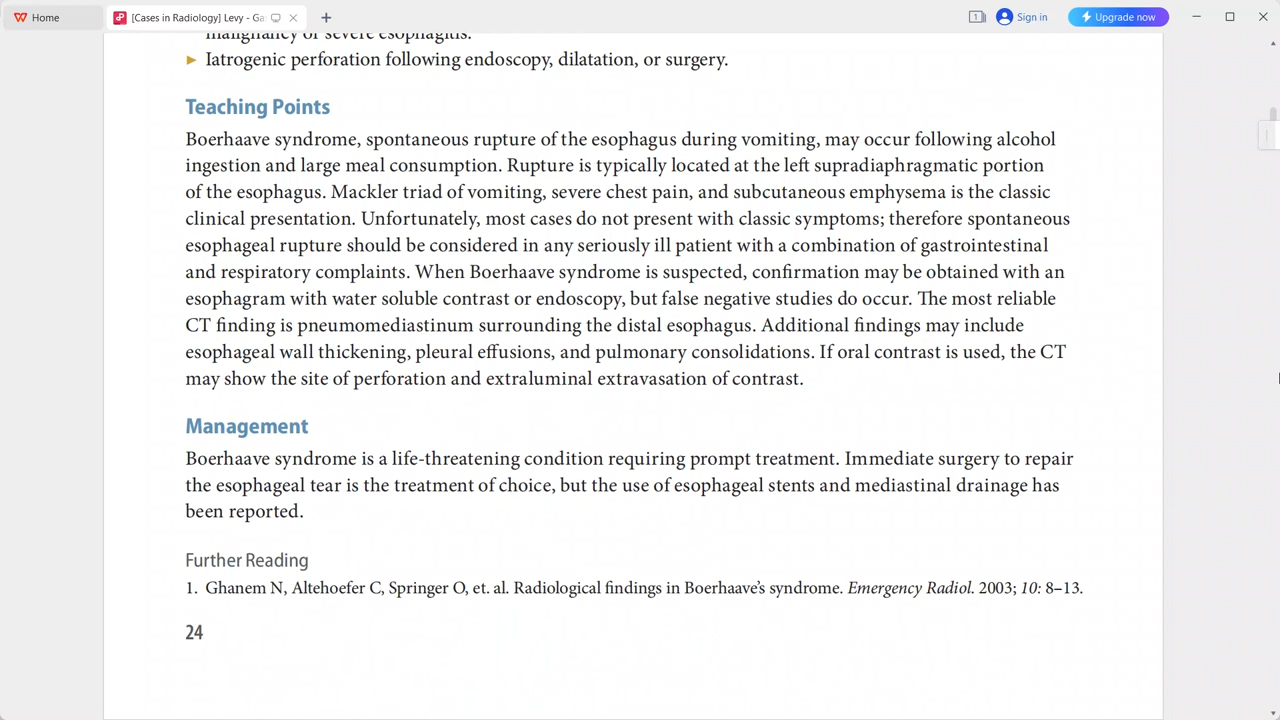 Home
[Cases in Radiology] Levy - Ga
1
Sign in
Upgrade now
malignancy or severe esophagitis.
► Iatrogenic perforation following endoscopy, dilatation, or surgery.
Teaching Points
Boerhaave syndrome, spontaneous rupture of the esophagus during vomiting, may occur following alcohol
ingestion and large meal consumption. Rupture is typically located at the left supradiaphragmatic portion
of the esophagus. Mackler triad of vomiting, severe chest pain, and subcutaneous emphysema is the classic
clinical presentation. Unfortunately, most cases do not present with classic symptoms; therefore spontaneous
esophageal rupture should be considered in any seriously ill patient with a combination of gastrointestinal
and respiratory complaints. When Boerhaave syndrome is suspected, confirmation may be obtained with an
esophagram with water soluble contrast or endoscopy, but false negative studies do occur. The most reliable
CT finding is pneumomediastinum surrounding the distal esophagus. Additional findings may include
esophageal wall thickening, pleural effusions, and pulmonary consolidations. If oral contrast is used, the CT
may show the site of perforation and extraluminal extravasation of contrast.
Management
Boerhaave syndrome is a life-threatening condition requiring prompt treatment. Immediate surgery to repair
the esophageal tear is the treatment of choice, but the use of esophageal stents and mediastinal drainage has
been reported.
Further Reading
1. Ghanem N, Altehoefer C, Springer O, et. al. Radiological findings in Boerhaave's syndrome. Emergency Radiol. 2003; 10: 8–13.
24